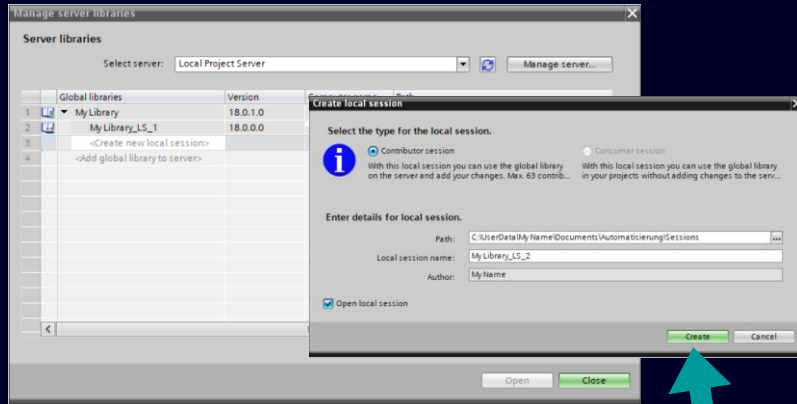 Manage server libraries
Server libraries
Select server: Local Project Server Manage server...
Global libraries Version
1 My Library 18.0.1.0
2 My Library_LS_1 18.0.0.0
3 <Create new local session>
4 <Add global library to server>
Open Close
Create local session
Select the type for the local session.
Contributor session Consumer session
With this local session you can use the global library With this local session you can use the global library
on the server and add your changes. Max. 63 contrib... in your projects without adding changes to the serv...
Enter details for local session.
Path: C:\UserData\My Name\Documents\Automatisierung\Sessions ...
Local session name: My Library_LS_2
Author: My Name
Open local session
Create Cancel